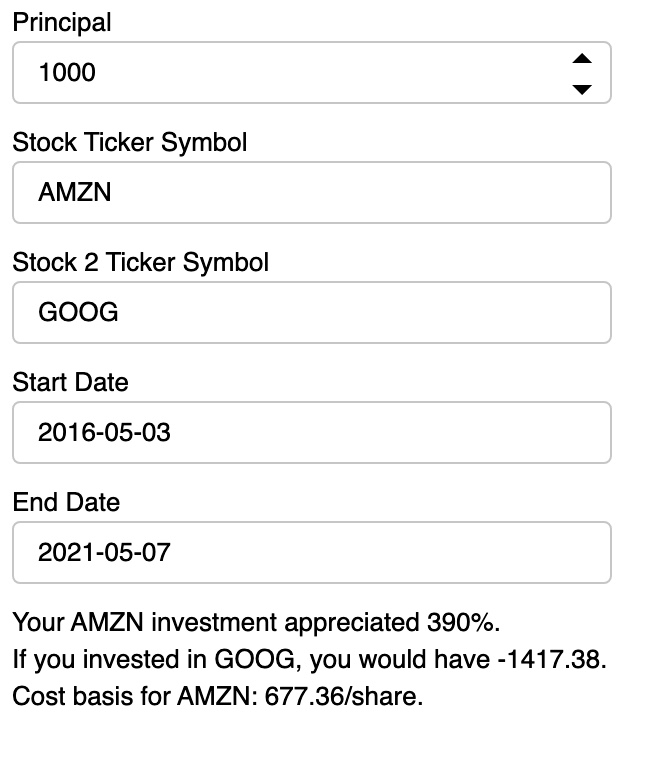 Principal
1000
Stock Ticker Symbol
AMZN
Stock 2 Ticker Symbol
GOOG
Start Date
2016-05-03
End Date
2021-05-07
Your AMZN investment appreciated 390%.
If you invested in GOOG, you would have -1417.38.
Cost basis for AMZN: 677.36/share.